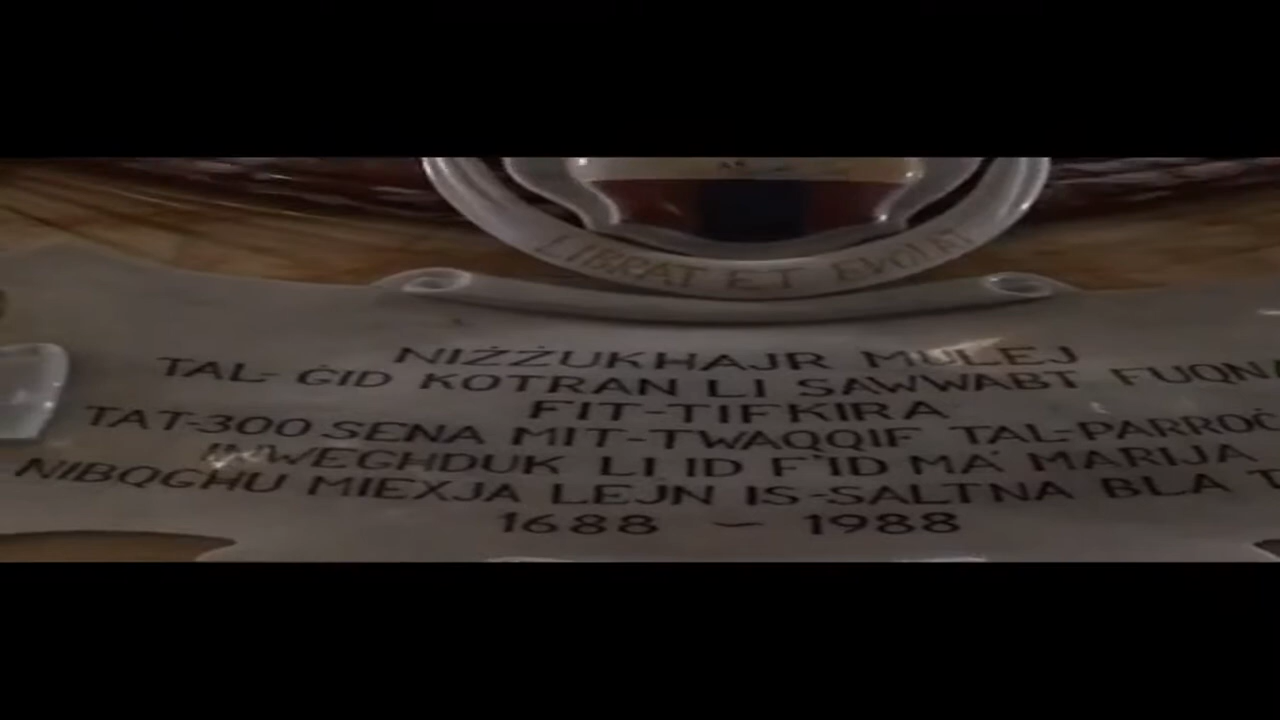 LIBRAT ET EVOLAT
NIŻŻUKHAJR MULEJ
TAL-ĠID KOTRAN LI SAWWABT FUQNA
FIT-TIFKIRA
TAT-300 SENA MIT-TWAQQIF TAL-PARROĊ
INWEGHDUK LI ID F'ID MA' MARIJA
NIBQGHU MIEXJA LEJN IS-SALTNA BLA T
1688 - 1988